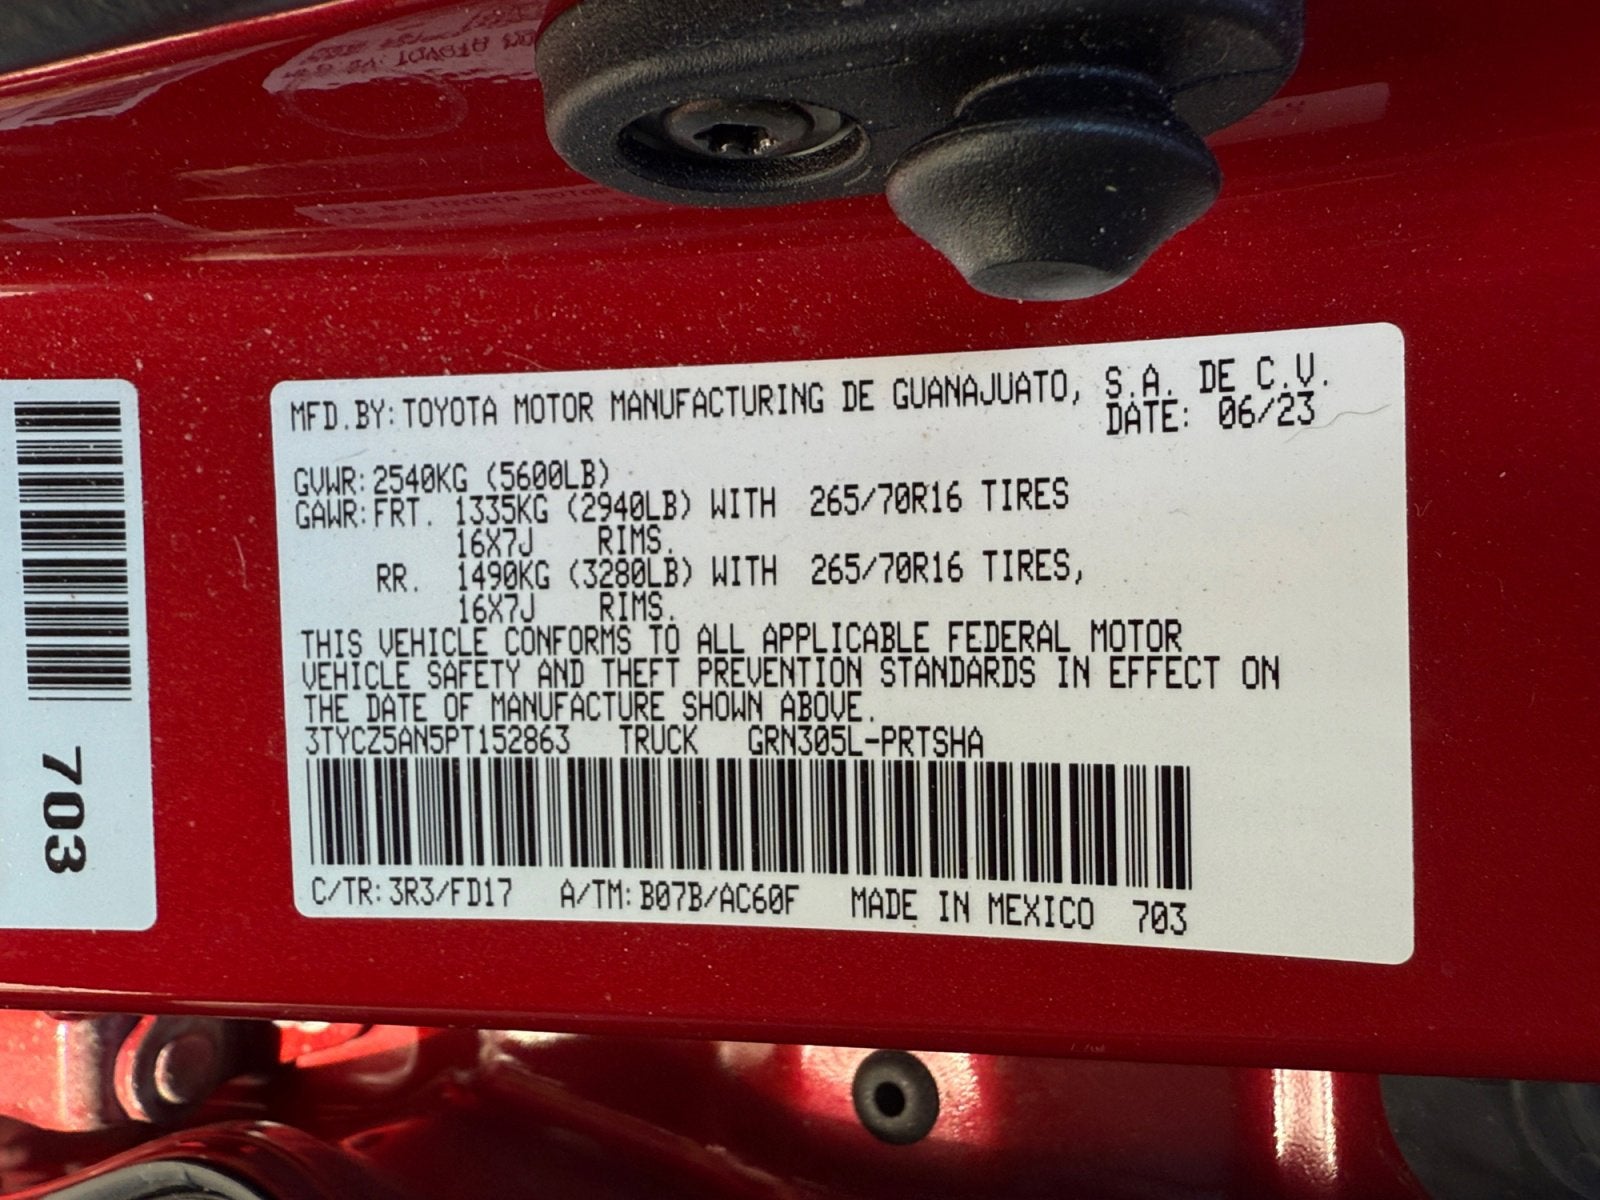 MFD.BY:TOYOTA MOTOR MANUFACTURING DE GUANAJUATO, S.A. DE C.V.
DATE: 06/23
GVWR:2540KG (5600LB)
GAWR:FRT. 1335KG (2940LB) WITH 265/70R16 TIRES
16X7J RIMS.
RR. 1490KG (3280LB) WITH 265/70R16 TIRES,
16X7J RIMS.
THIS VEHICLE CONFORMS TO ALL APPLICABLE FEDERAL MOTOR
VEHICLE SAFETY AND THEFT PREVENTION STANDARDS IN EFFECT ON
THE DATE OF MANUFACTURE SHOWN ABOVE.
3TYCZ5AN5PT152863 TRUCK GRN305L-PRTSHA
C/TR:3R3/FD17 A/TM:B07B/AC60F MADE IN MEXICO 703
703